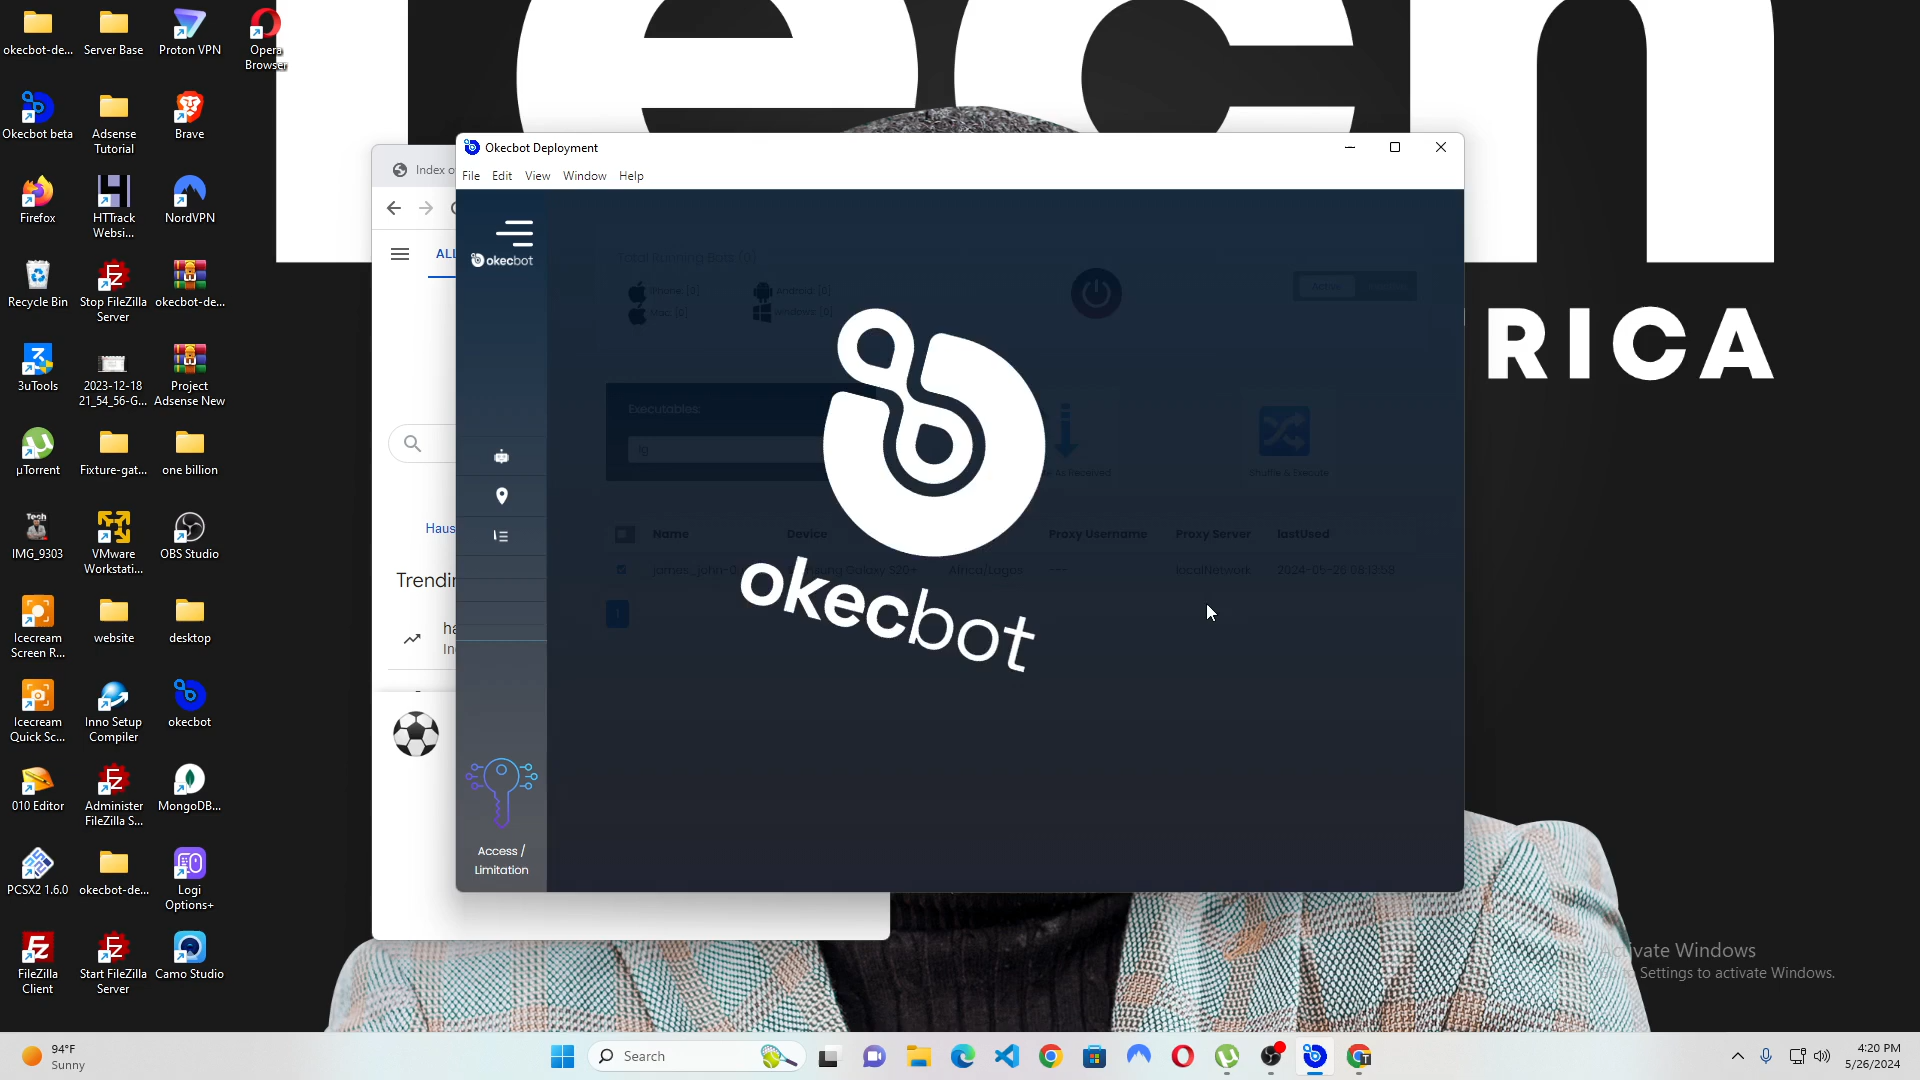 Tech
RICA
okecbot-de...
Server Base
Proton VPN
Opera
Browser
Okecbot beta
Adsense
Tutorial
Brave
Firefox
HTTrack
Websi...
NordVPN
Recycle Bin
Stop FileZilla
Server
okecbot-de...
3uTools
2023-12-18
21_54_56-G...
Project
Adsense New
µTorrent
Fixture-gat...
one billion
IMG_9303
VMware
Workstati...
OBS Studio
Icecream
Screen R...
website
desktop
Icecream
Quick Sc...
Inno Setup
Compiler
okecbot
010 Editor
Administer
FileZilla S...
MongoDB...
PCSX2 1.6.0
okecbot-de...
Logi
Options+
FileZilla
Client
Start FileZilla
Server
Camo Studio
Index o
ALL
Haus
Trendin
ha
In
Okecbot Deployment
File Edit View Window Help
okecbot
Total Running Bots [0]
iPhone [0] Android [0]
Mac [0] Windows [0]
Active
Executables:
19
As Received
Shuffle & Execute
Name Device Proxy Username Proxy Server lastUsed
james_john-0 Samsung Galaxy S20+ Africa/Lagos ---- localNetwork 2024-05-26 08:13:58
1
okecbot
Access /
Limitation
ivate Windows
Settings to activate Windows.
94°F
Sunny
Search
4:20 PM
5/26/2024